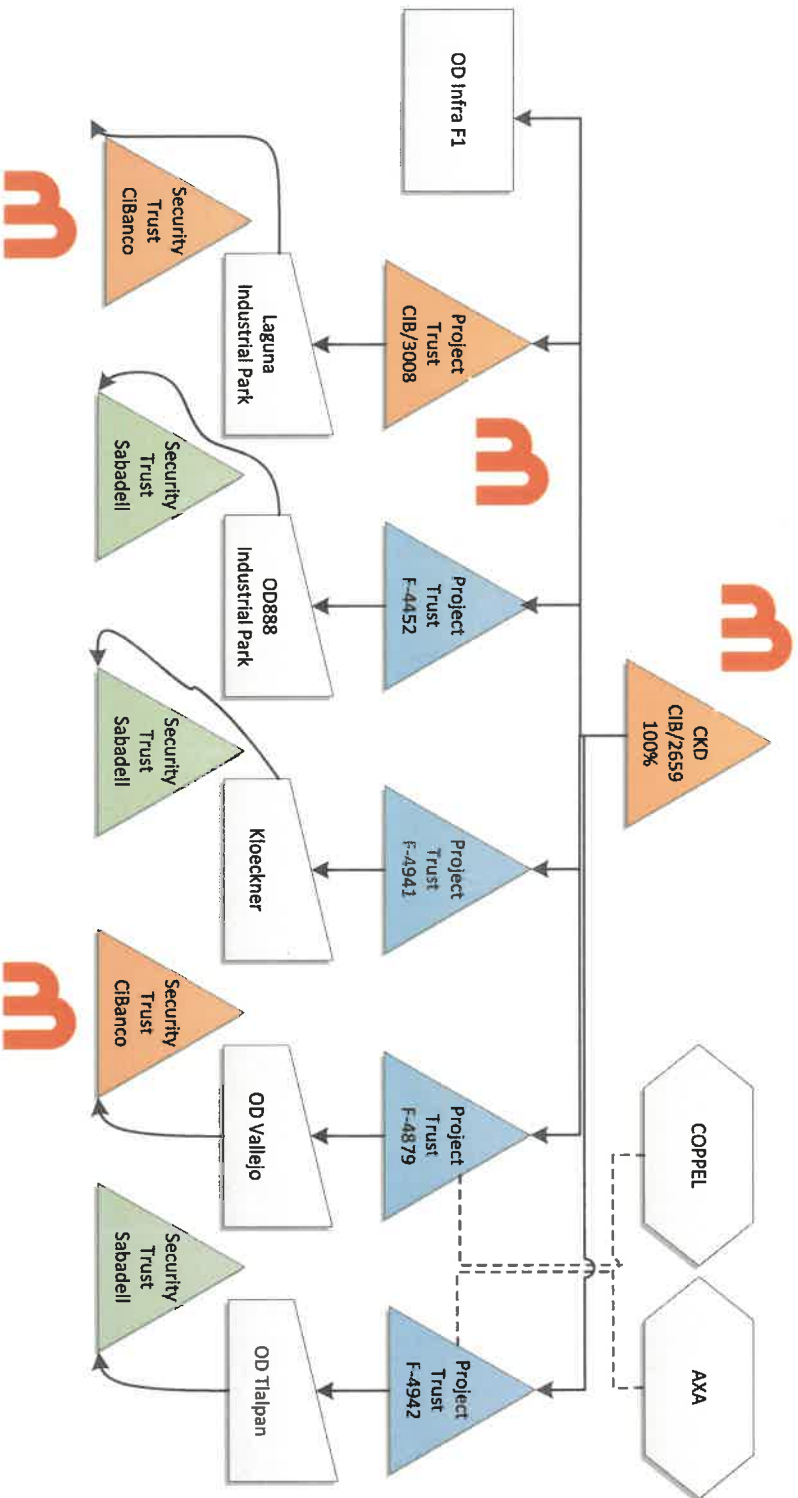 CKD
CIB/2659
100%
COPPEL
AXA
OD Infra F1
Project
Trust
CIB/3008
Project
Trust
F-4452
Project
Trust
F-4941
Project
Trust
F-4879
Project
Trust
F-4942
Laguna
Industrial Park
OD888
Industrial Park
Kloeckner
OD Vallejo
OD Tlalpan
Security
Trust
CiBanco
Security
Trust
Sabadell
Security
Trust
Sabadell
Security
Trust
CiBanco
Security
Trust
Sabadell